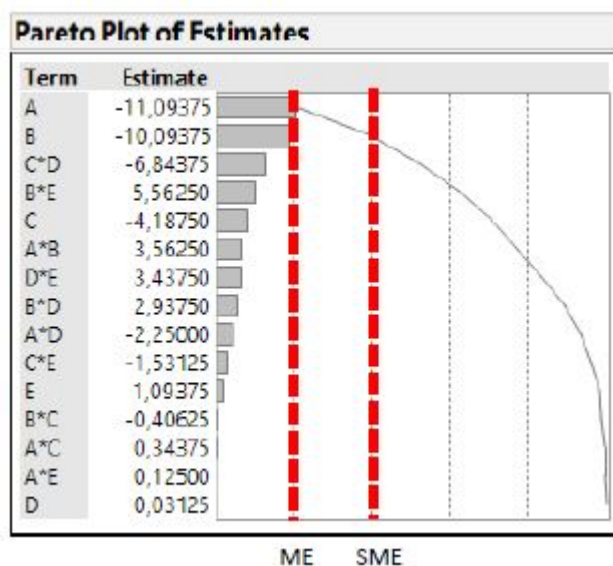 Pareto Plot of Estimates
Term Estimate
A -11,09375
B -10,09375
C*D -6,84375
B*E 5,56250
C -4,18750
A*B 3,56250
D*E 3,43750
B*D 2,93750
A*D -2,25000
C*E -1,53125
E 1,09375
B*C -0,40625
A*C 0,34375
A*E 0,12500
D 0,03125
ME SME